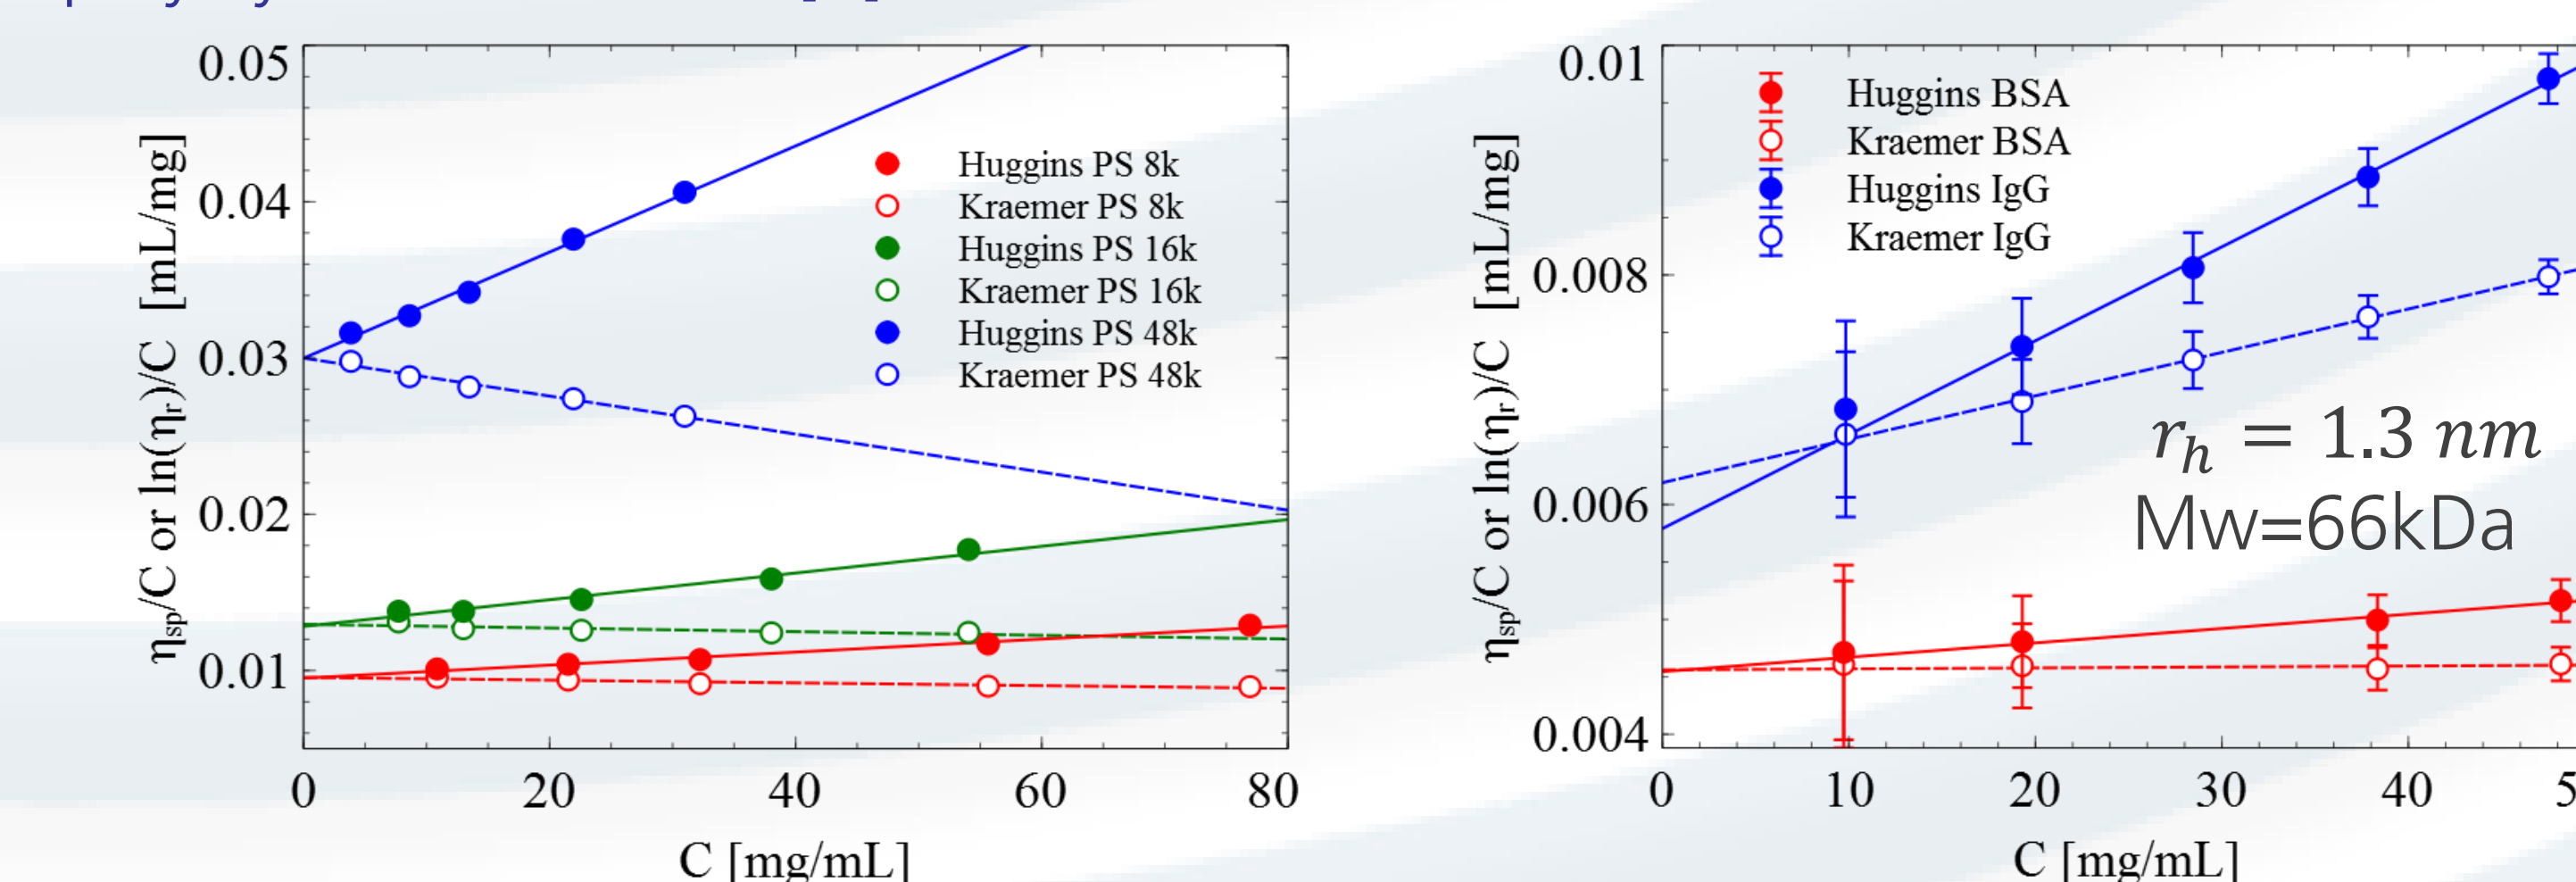 0.05
0.04
0.03
0.02
0.01
0
20
40
60
80
ηsp/C or ln(ηr)/C [mL/mg]
C [mg/mL]
Huggins PS 8k
Kraemer PS 8k
Huggins PS 16k
Kraemer PS 16k
Huggins PS 48k
Kraemer PS 48k
0.01
0.008
0.006
0.004
0
10
20
30
40
5
ηsp/C or ln(ηr)/C [mL/mg]
C [mg/mL]
Huggins BSA
Kraemer BSA
Huggins IgG
Kraemer IgG
rh = 1.3 nm
Mw=66kDa